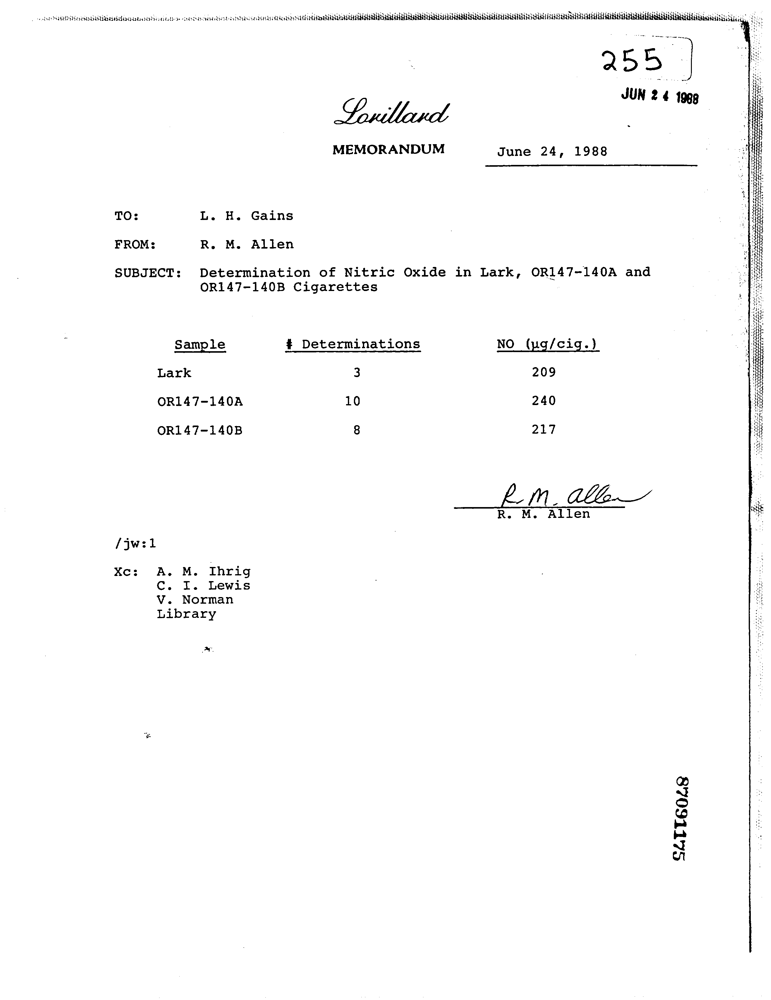 255
JUN 24 1988
Lorillard
MEMORANDUM
June 24, 1988
TO: L. H. Gains
FROM: R. M. Allen
SUBJECT: Determination of Nitric Oxide in Lark, OR147-140A and
OR147-140B Cigarettes
Sample # Determinations NO (µg/cig.)
Lark 3 209
OR147-140A 10 240
OR147-140B 8 217
R. M. Allen
R. M. Allen
/jw:1
Xc: A. M. Ihrig
C. I. Lewis
V. Norman
Library
87091175